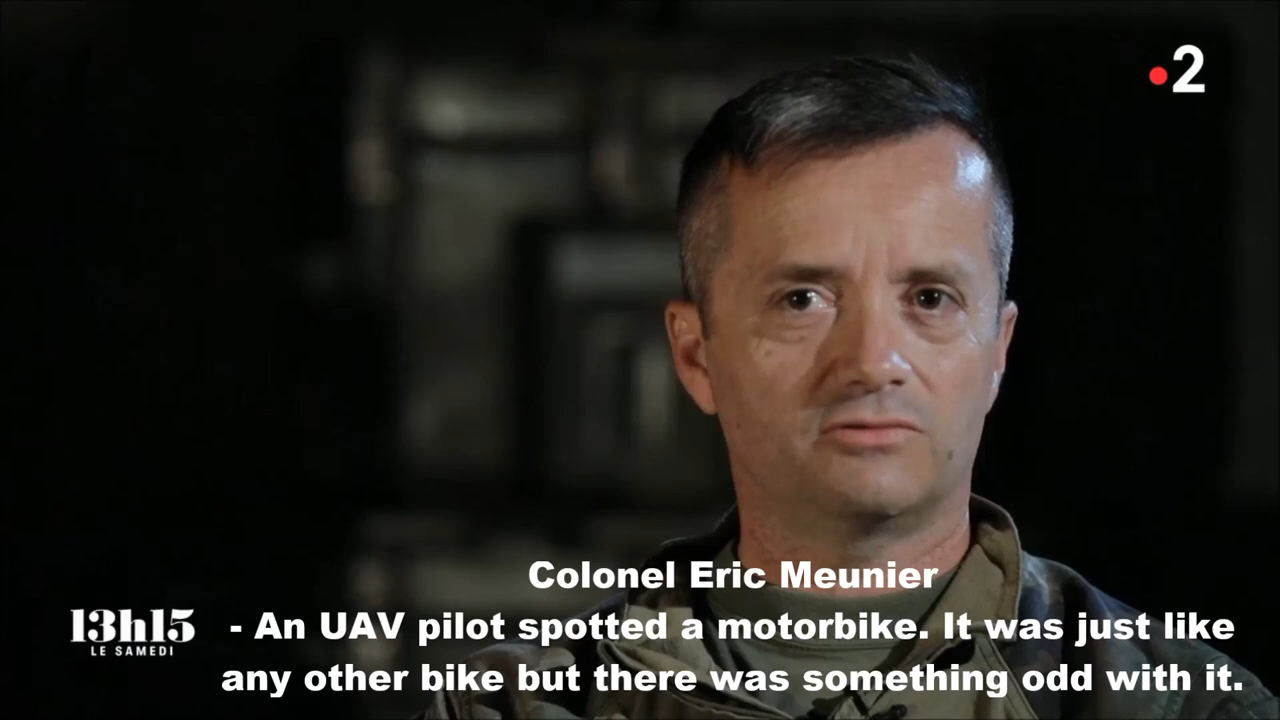 2
Colonel Eric Meunier
13h15
LE SAMEDI
- An UAV pilot spotted a motorbike. It was just like
any other bike but there was something odd with it.